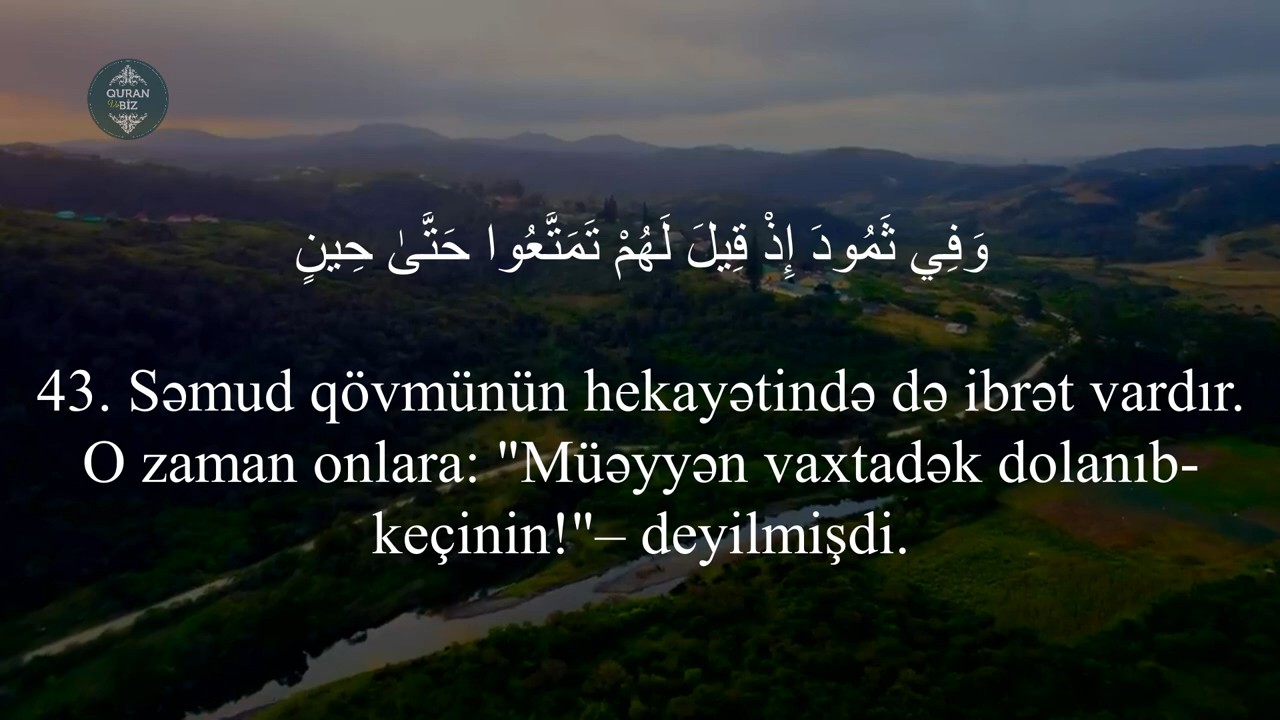 QURAN
Və BİZ
وَفِي ثَمُودَ إِذْ قِيلَ لَهُمْ تَمَتَّعُوا حَتَّىٰ حِينٍ
43. Səmud qövmünün hekayətində də ibrət vardır.
O zaman onlara: "Müəyyən vaxtadək dolanıb-
keçinin!"– deyilmişdi.